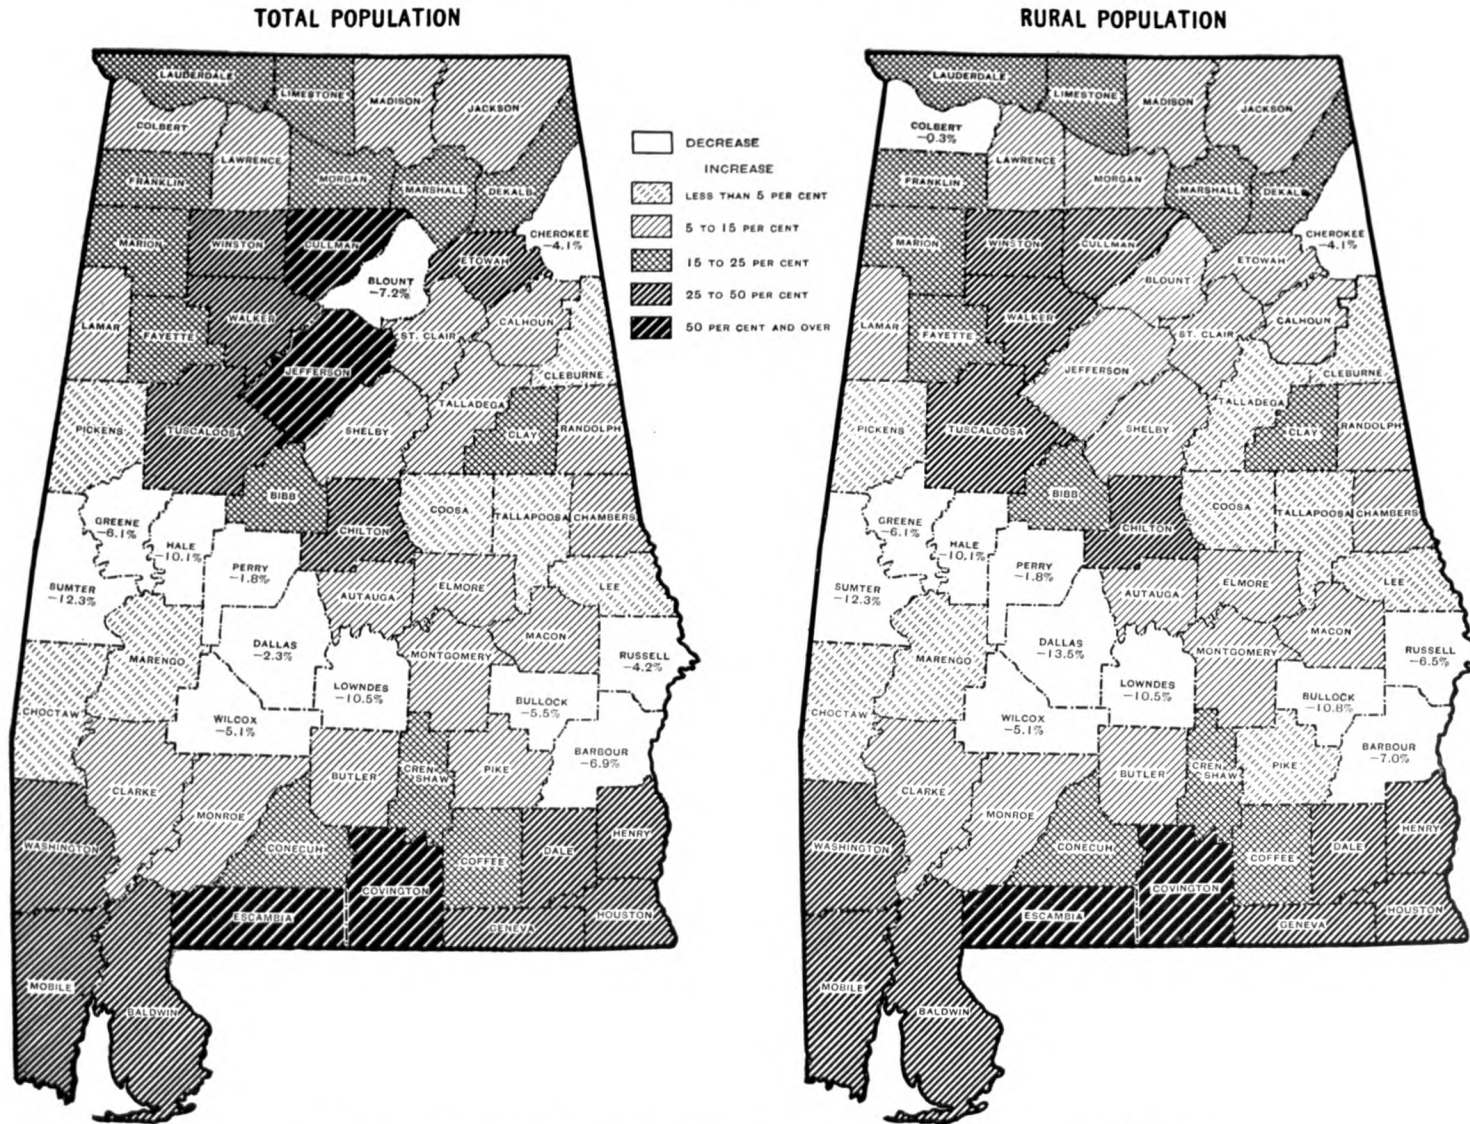 TOTAL POPULATION
RURAL POPULATION
LAUDERDALE
LIMESTONE
MADISON
JACKSON
COLBERT
LAWRENCE
FRANKLIN
MORGAN
MARSHALL
DEKALB
MARION
WINSTON
CULLMAN
ETOWAH
CHEROKEE
-4.1%
BLOUNT
-7.2%
LAMAR
FAYETTE
WALKER
JEFFERSON
ST. CLAIR
CALHOUN
CLEBURNE
TALLADEGA
PICKENS
TUSCALOOSA
SHELBY
CLAY
RANDOLPH
BIBB
CHILTON
COOSA
TALLAPOOSA
CHAMBERS
GREENE
-6.1%
HALE
-10.1%
PERRY
-1.8%
SUMTER
-12.3%
AUTAUGA
ELMORE
LEE
MARENGO
DALLAS
-2.3%
MONTGOMERY
MACON
RUSSELL
-4.2%
LOWNDES
-10.5%
BULLOCK
-5.5%
CHOCTAW
WILCOX
-5.1%
BARBOUR
-6.9%
CLARKE
MONROE
BUTLER
CREN
SHAW
PIKE
WASHINGTON
CONECUH
COVINGTON
COFFEE
DALE
HENRY
ESCAMBIA
GENEVA
HOUSTON
MOBILE
BALDWIN
DECREASE
INCREASE
LESS THAN 5 PER CENT
5 TO 15 PER CENT
15 TO 25 PER CENT
25 TO 50 PER CENT
50 PER CENT AND OVER
LAUDERDALE
LIMESTONE
MADISON
JACKSON
COLBERT
-0.3%
LAWRENCE
FRANKLIN
MORGAN
MARSHALL
DEKALB
MARION
WINSTON
CULLMAN
ETOWAH
CHEROKEE
-4.1%
BLOUNT
LAMAR
FAYETTE
WALKER
JEFFERSON
ST. CLAIR
CALHOUN
CLEBURNE
TALLADEGA
PICKENS
TUSCALOOSA
SHELBY
CLAY
RANDOLPH
BIBB
CHILTON
COOSA
TALLAPOOSA
CHAMBERS
GREENE
-6.1%
HALE
-10.1%
PERRY
-1.8%
SUMTER
-12.3%
AUTAUGA
ELMORE
LEE
MARENGO
DALLAS
-13.5%
MONTGOMERY
MACON
RUSSELL
-6.5%
LOWNDES
-10.5%
BULLOCK
-10.8%
CHOCTAW
WILCOX
-5.1%
BARBOUR
-7.0%
CLARKE
MONROE
BUTLER
CREN
SHAW
PIKE
WASHINGTON
CONECUH
COVINGTON
COFFEE
DALE
HENRY
ESCAMBIA
GENEVA
HOUSTON
MOBILE
BALDWIN